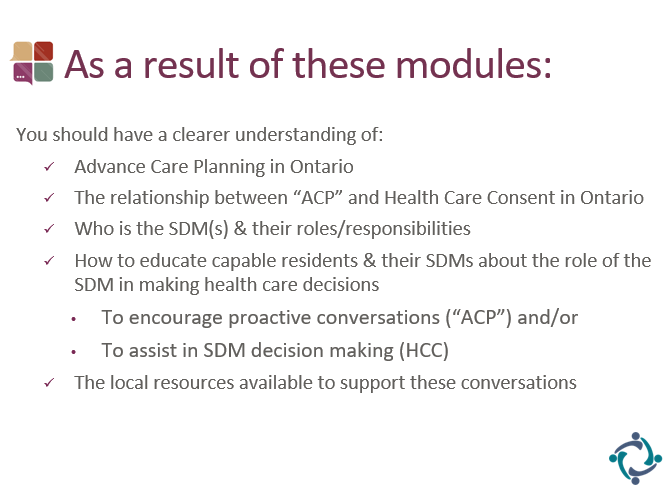 As a result of these modules:
You should have a clearer understanding of:
✓ Advance Care Planning in Ontario
✓ The relationship between “ACP” and Health Care Consent in Ontario
✓ Who is the SDM(s) & their roles/responsibilities
✓ How to educate capable residents & their SDMs about the role of the
SDM in making health care decisions
• To encourage proactive conversations (“ACP”) and/or
• To assist in SDM decision making (HCC)
✓ The local resources available to support these conversations